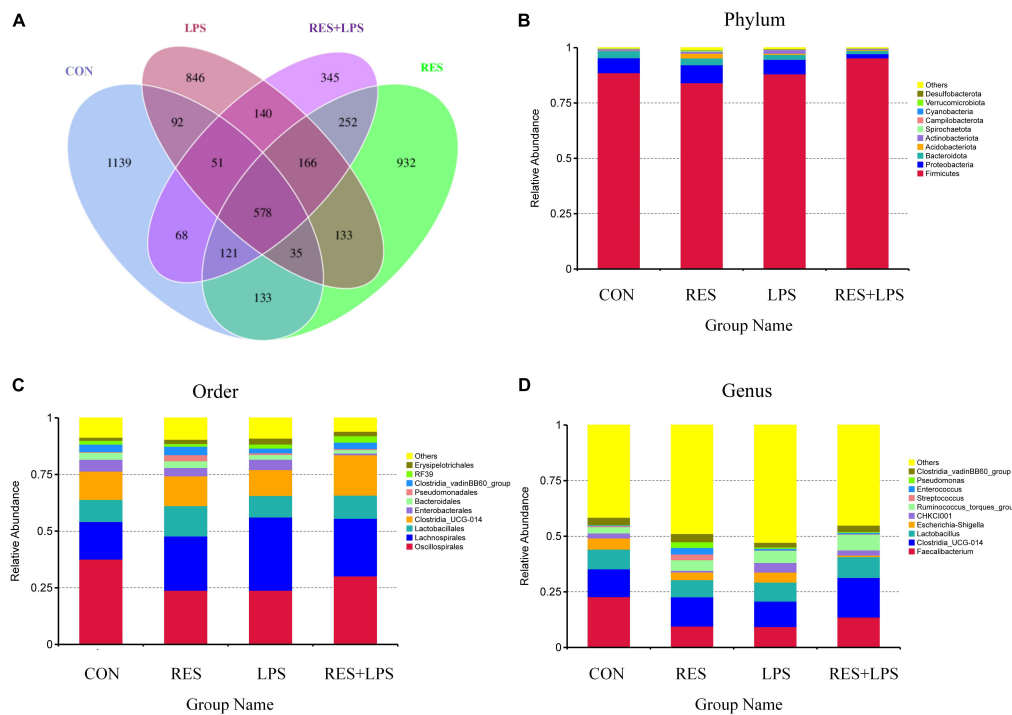 A
LPS
RES+LPS
CON
RES
846
345
92
140
252
1139
51
166
932
578
68
121
35
133
133
B
Phylum
Relative Abundance
1
0.75
0.5
0.25
0
CON
RES
LPS
RES+LPS
Group Name
Others
Desulfobacterota
Verrucomicrobiota
Cyanobacteria
Campilobacterota
Spirochaetota
Actinobacteriota
Acidobacteriota
Bacteroidota
Proteobacteria
Firmicutes
C
Order
Relative Abundance
1
0.75
0.5
0.25
0
CON
RES
LPS
RES+LPS
Group Name
Others
Erysipelotrichales
RF39
Clostridia_vadinBB60_group
Pseudomonadales
Bacteroidales
Enterobacterales
Clostridia_UCG-014
Lactobacillales
Lachnospirales
Oscillospirales
D
Genus
Relative Abundance
1
0.75
0.5
0.25
0
CON
RES
LPS
RES+LPS
Group Name
Others
Clostridia_vadinBB60_group
Pseudomonas
Enterococcus
Streptococcus
Ruminococcus_torques_grou
CHKCI001
Escherichia-Shigella
Lactobacillus
Clostridia_UCG-014
Faecalibacterium